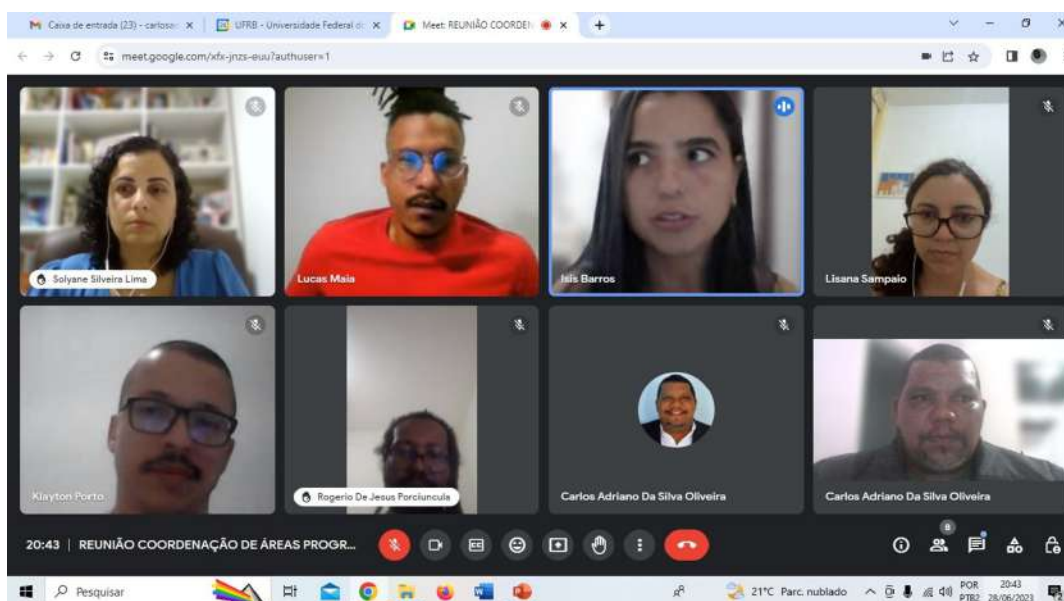 Caixa de entrada (23) - carlosa
UFRB - Universidade Federal d
Meet: REUNIÃO COORDEN
meet.google.com/xfx-jnzs-euu?authuser=1
Solyane Silveira Lima
Lucas Maia
Isis Barros
Lisana Sampaio
Klayton Porto
Rogerio De Jesus Porciuncula
Carlos Adriano Da Silva Oliveira
Carlos Adriano Da Silva Oliveira
20:43 | REUNIÃO COORDENAÇÃO DE ÁREAS PROGR...
8
Pesquisar
21°C Parc. nublado
POR
PTB2
20:43
28/06/2023